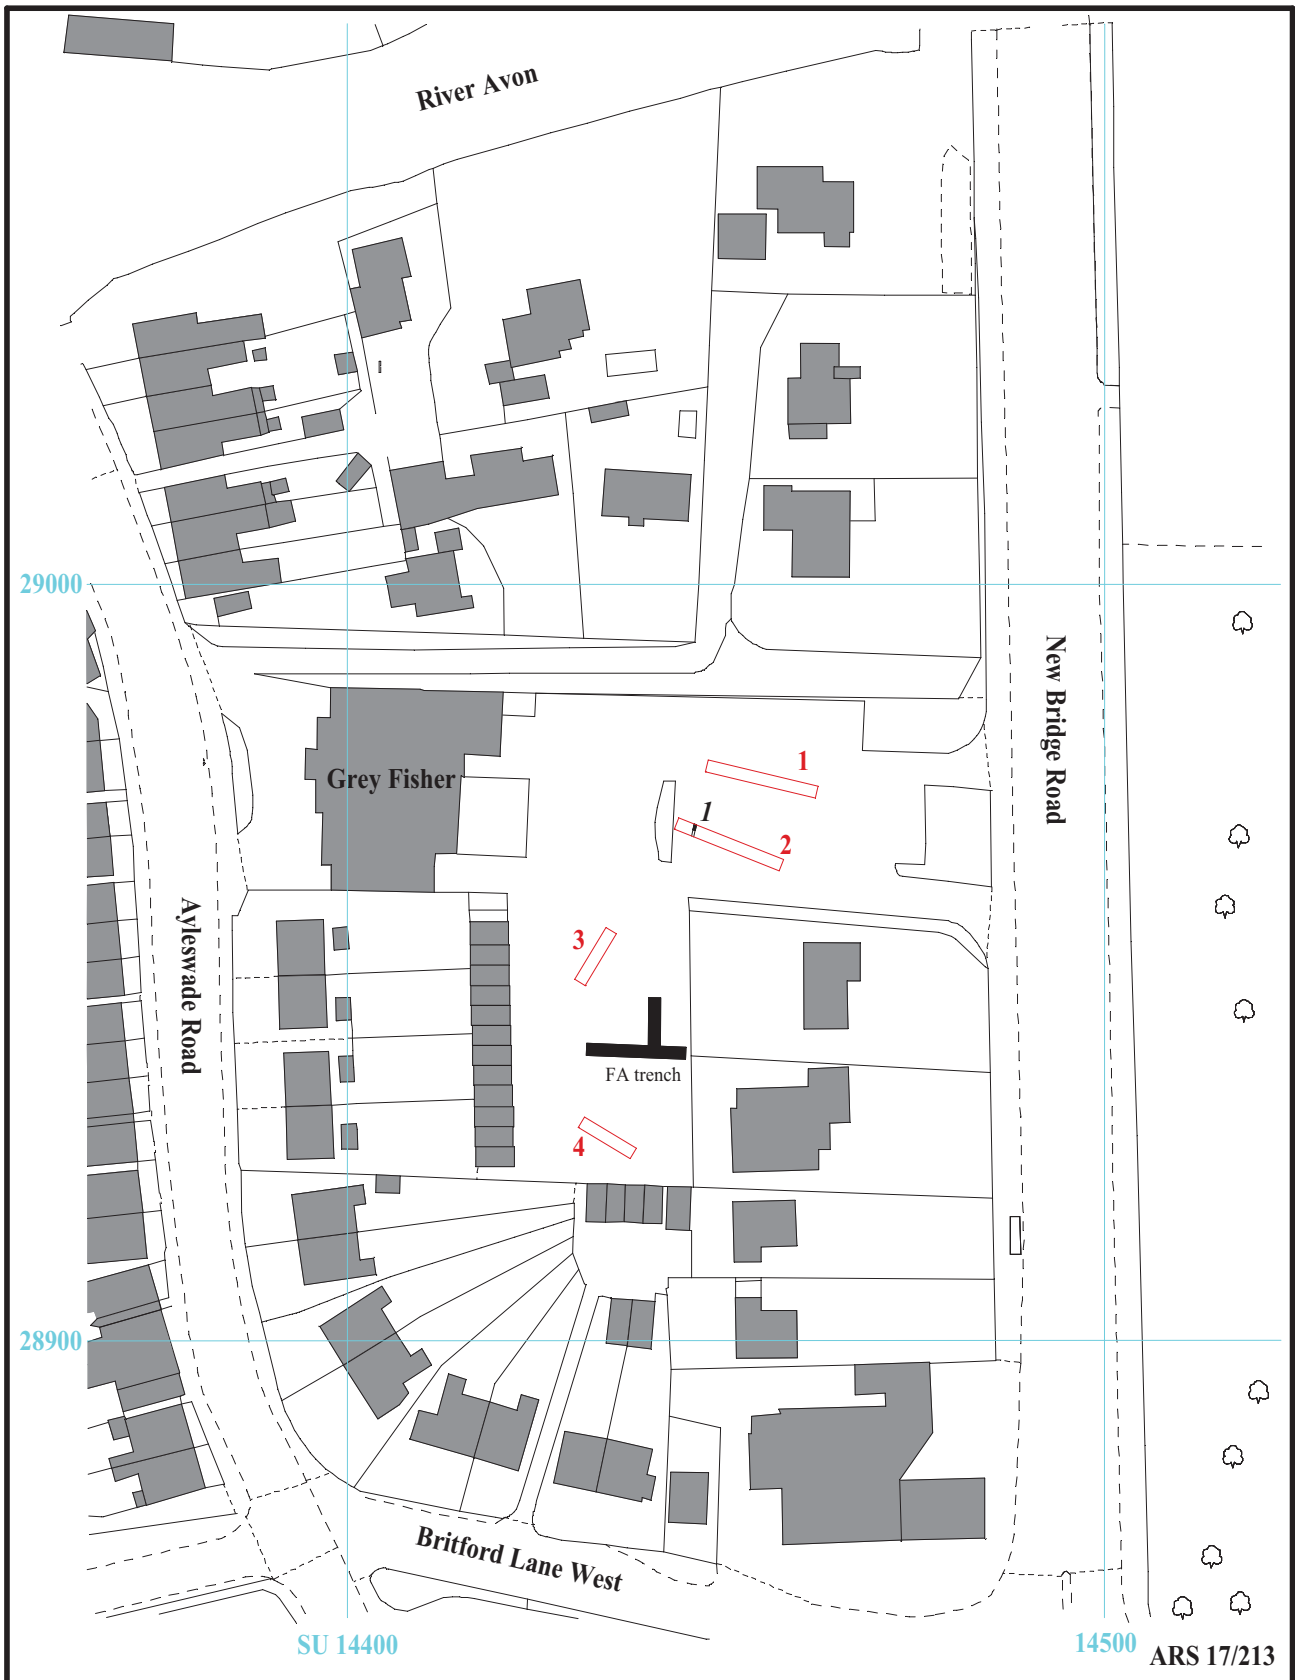 River Avon
29000
New Bridge Road
Grey Fisher
1
1
2
Ayleswade Road
3
FA trench
4
28900
Britford Lane West
SU 14400
14500
ARS 17/213